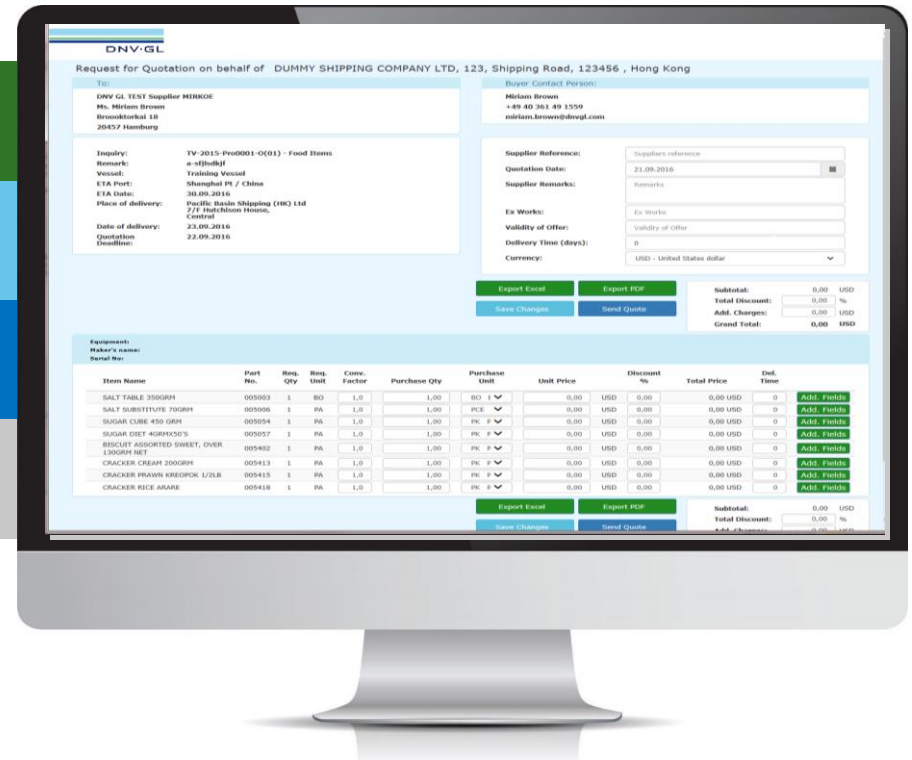 DNV·GL
Request for Quotation on behalf of DUMMY SHIPPING COMPANY LTD, 123, Shipping Road, 123456 , Hong Kong
To:
DNV GL TEST Supplier MIRKOE
Ms. Miriam Brown
Broooktorkai 18
20457 Hamburg
Buyer Contact Person:
Miriam Brown
+49 40 361 49 1559
miriam.brown@dnvgl.com
Inquiry: TV-2015-Pro0001-O(01) - Food Items
Remark: a-sfjlsdkjf
Vessel: Training Vessel
ETA Port: Shanghai Pt / China
ETA Date: 30.09.2016
Place of delivery: Pacific Basin Shipping (HK) Ltd
7/F Hutchison House,
Central
Date of delivery: 23.09.2016
Quotation Deadline: 22.09.2016
Supplier Reference: Suppliers reference
Quotation Date: 21.09.2016
Supplier Remarks: Remarks
Ex Works: Ex Works
Validity of Offer: Validity of Offer
Delivery Time (days): 0
Currency: USD - United States dollar
Export Excel Export PDF
Save Changes Send Quote
Subtotal: 0,00 USD
Total Discount: 0,00 %
Add. Charges: 0,00 USD
Grand Total: 0,00 USD
Equipment:
Maker's name:
Serial No:
Item Name Part No. Req. Qty Req. Unit Conv. Factor Purchase Qty Purchase Unit Unit Price Discount % Total Price Del. Time
SALT TABLE 350GRM 005003 1 BO 1,0 1,00 BO 0,00 USD 0,00 0,00 USD 0 Add. Fields
SALT SUBSTITUTE 70GRM 005006 1 PA 1,0 1,00 PCE 0,00 USD 0,00 0,00 USD 0 Add. Fields
SUGAR CUBE 450 GRM 005054 1 PA 1,0 1,00 PK P 0,00 USD 0,00 0,00 USD 0 Add. Fields
SUGAR DIET 4GRMX50'S 005057 1 PA 1,0 1,00 PK P 0,00 USD 0,00 0,00 USD 0 Add. Fields
BISCUIT ASSORTED SWEET, OVER 130GRM NET 005402 1 PA 1,0 1,00 PK P 0,00 USD 0,00 0,00 USD 0 Add. Fields
CRACKER CREAM 200GRM 005413 1 PA 1,0 1,00 PK P 0,00 USD 0,00 0,00 USD 0 Add. Fields
CRACKER PRAWN KREOPOK 1/2LB 005415 1 PA 1,0 1,00 PK P 0,00 USD 0,00 0,00 USD 0 Add. Fields
CRACKER RICE ARARE 005418 1 PA 1,0 1,00 PK P 0,00 USD 0,00 0,00 USD 0 Add. Fields
Export Excel Export PDF
Save Changes Send Quote
Subtotal: 0,00 USD
Total Discount: 0,00 %
Add. Charges: 0,00 USD